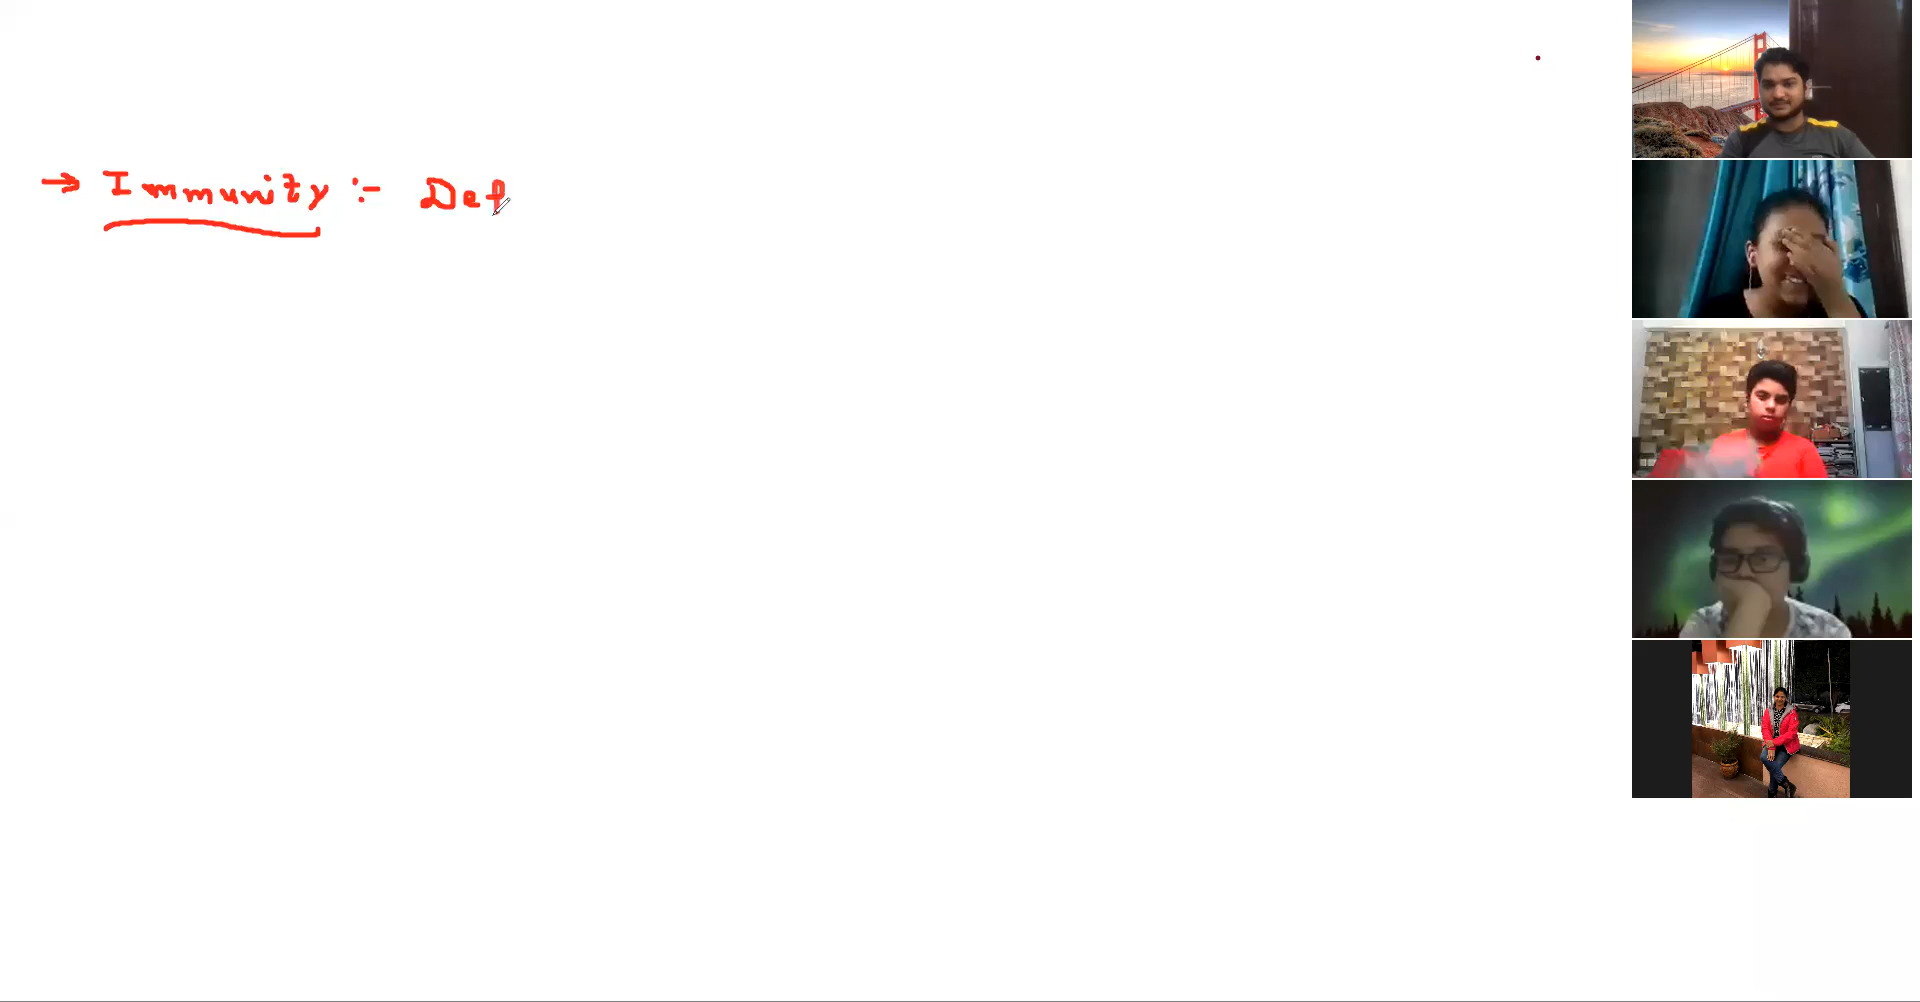 → Immunity :- Def